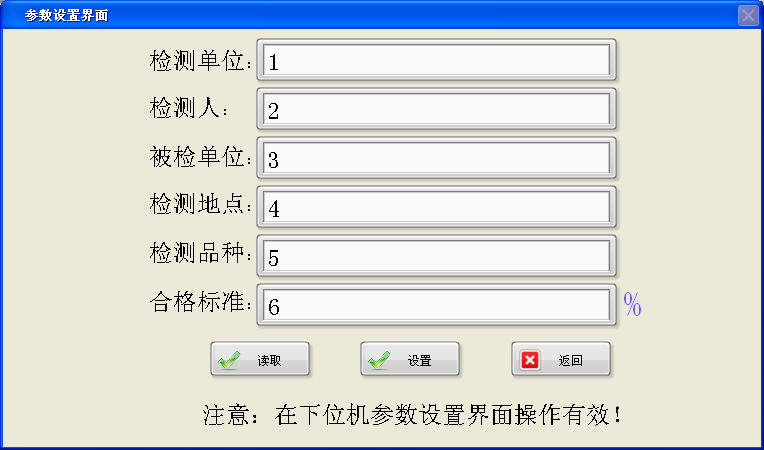 参数设置界面
检测单位: 1
检测人: 2
被检单位: 3
检测地点: 4
检测品种: 5
合格标准: 6 %
读取 设置 返回
注意：在下位机参数设置界面操作有效！